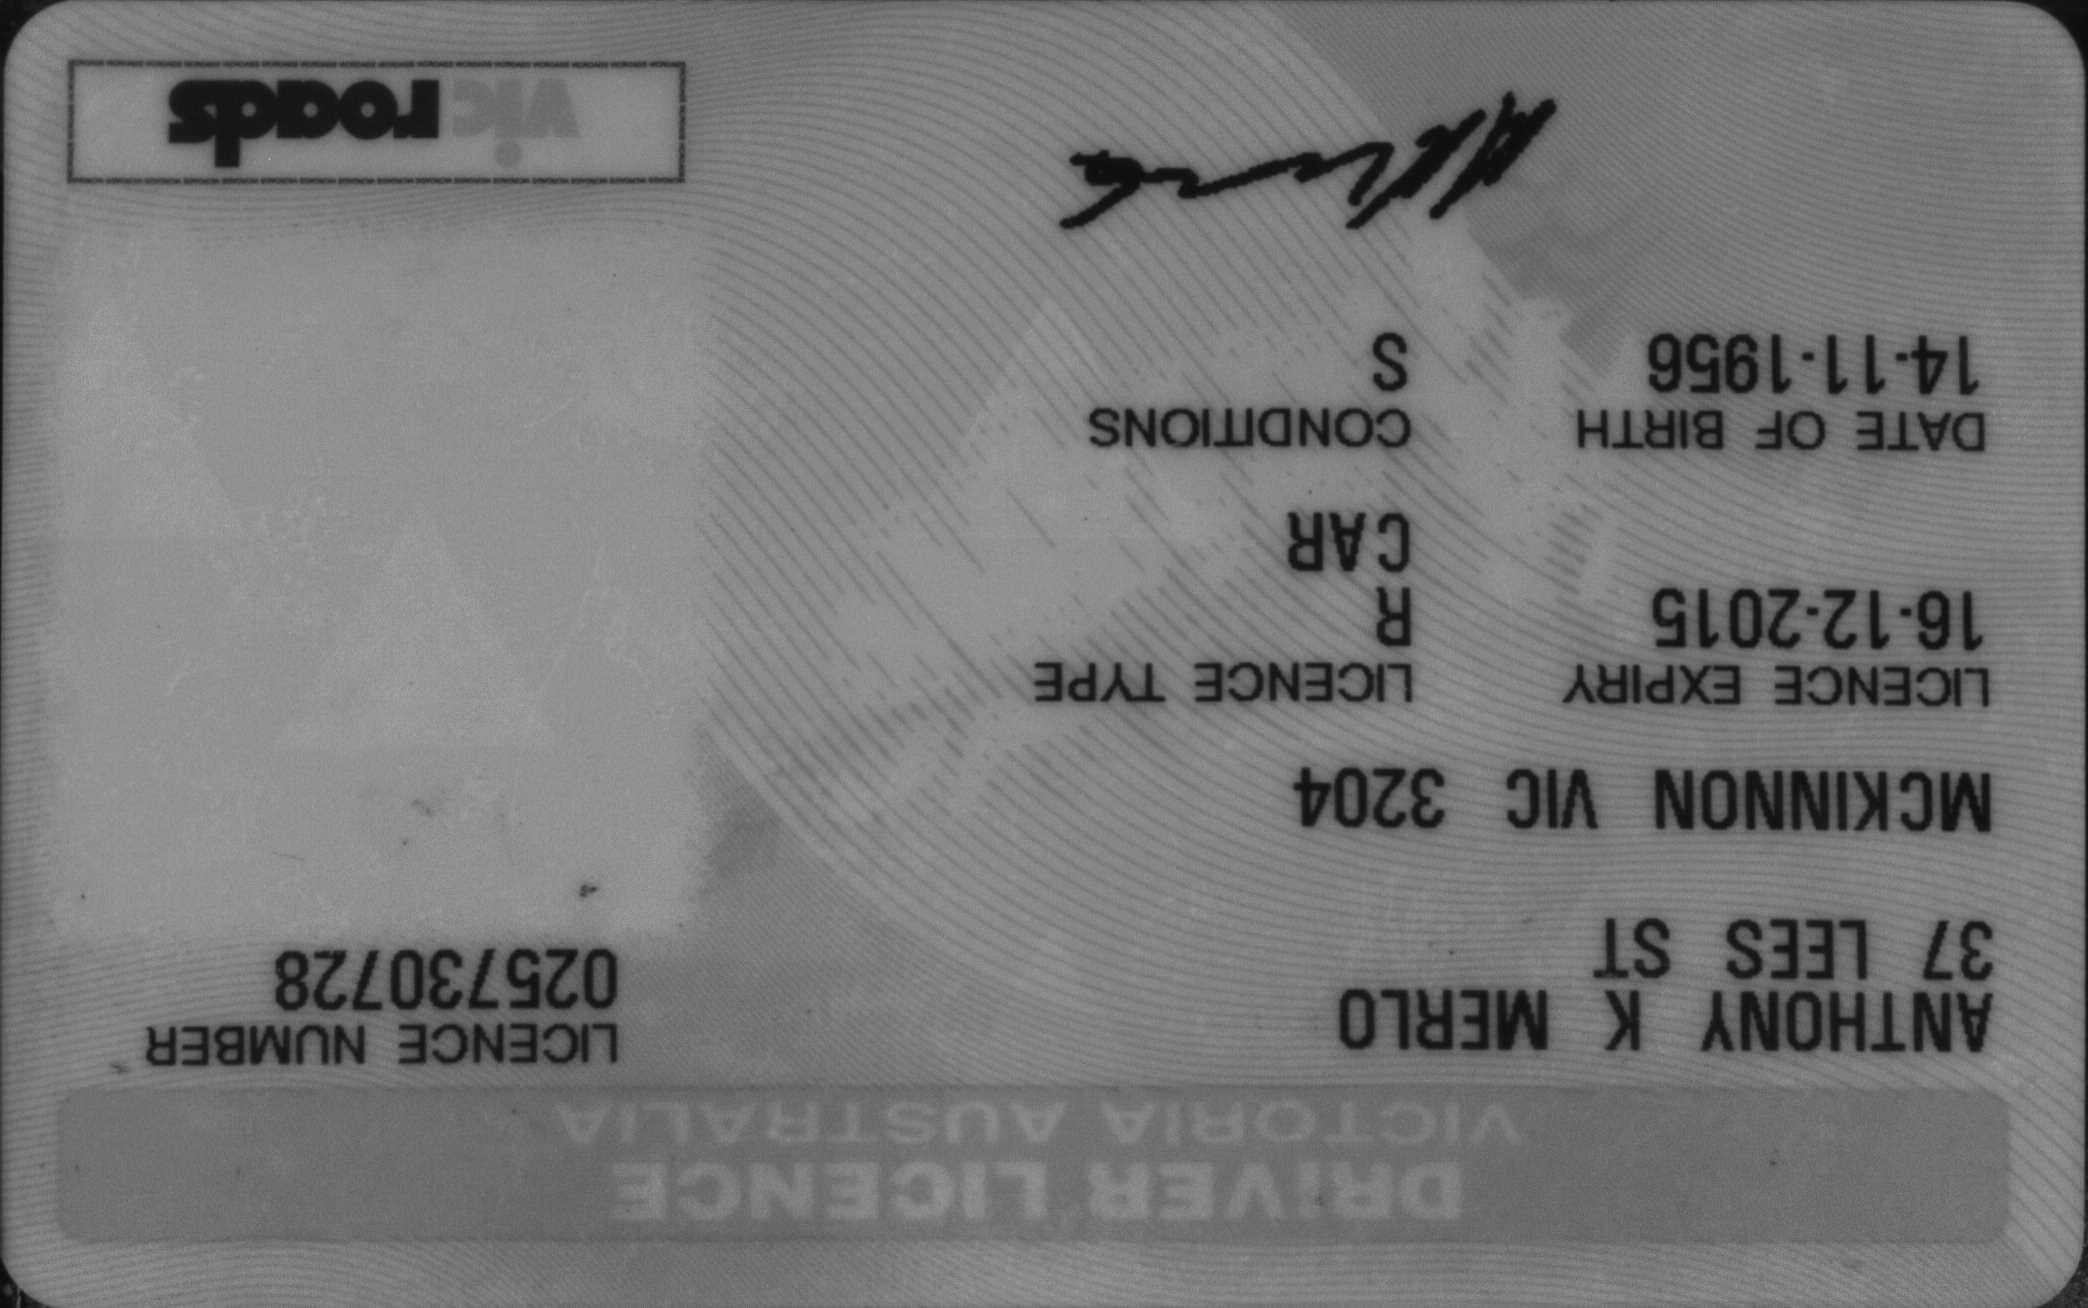 DRIVER LICENCE
VICTORIA AUSTRALIA
ANTHONY K MERLO
37 LEES ST
MCKINNON VIC 3204
LICENCE NUMBER
025730728
LICENCE EXPIRY
16-12-2015
LICENCE TYPE
R
CAR
DATE OF BIRTH
14-11-1956
CONDITIONS
S
vicroads